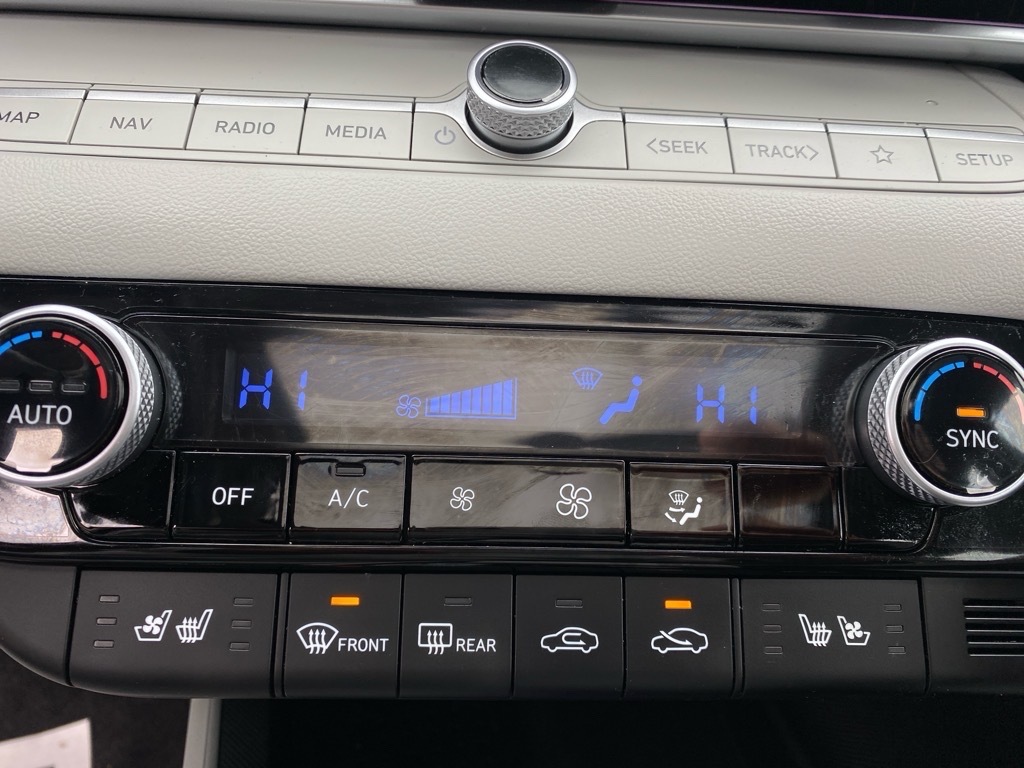 MAP NAV RADIO MEDIA <SEEK TRACK> SETUP
HI HI
AUTO SYNC
OFF A/C
FRONT REAR